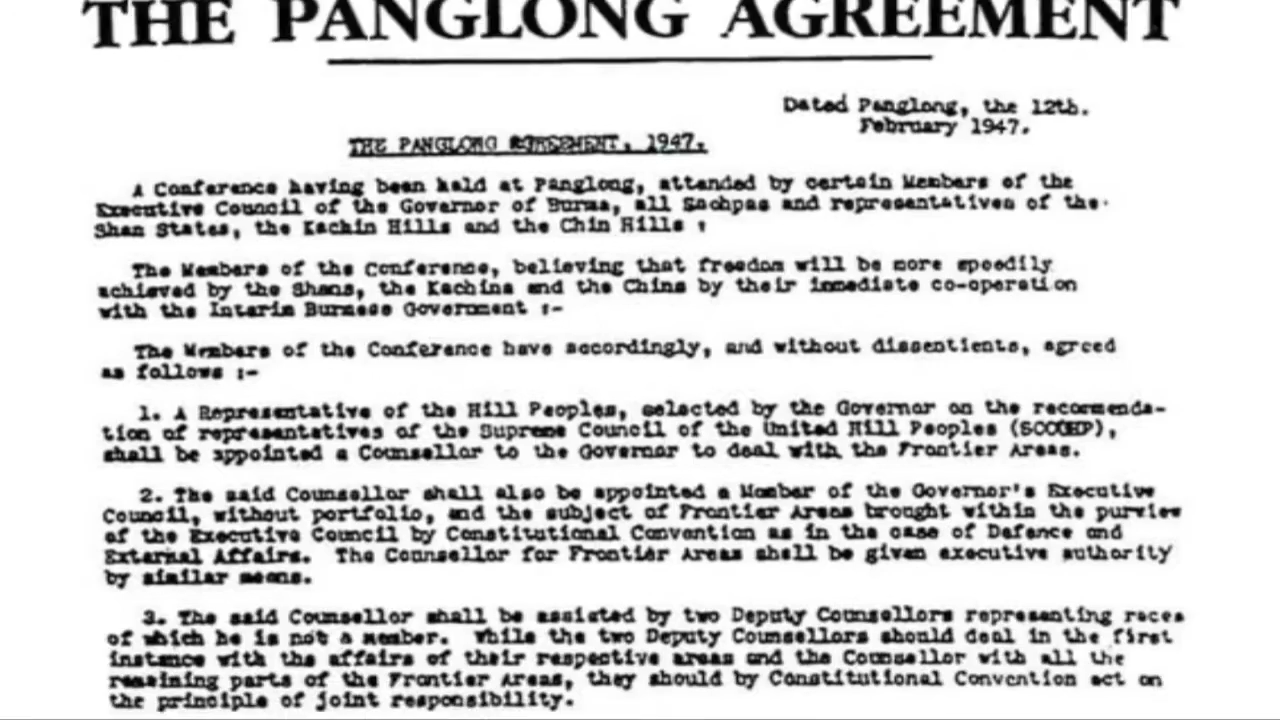 THE PANGLONG AGREEMENT
Dated Panglong, the 12th.
February 1947.
THE PANGLONG AGREEMENT, 1947.
A Conference having been held at Panglong, attended by certain Members of the
Executive Council of the Governor of Burma, all Saohpas and representatives of the
Shan States, the Kachin Hills and the Chin Hills :
The Members of the Conference, believing that freedom will be more speedily
achieved by the Shans, the Kachins and the Chins by their immediate co-operation
with the Interim Burmese Government :-
The Members of the Conference have accordingly, and without dissentients, agreed
as follows :-
1. A Representative of the Hill Peoples, selected by the Governor on the recommenda-
tion of representatives of the Supreme Council of the United Hill Peoples (SCOUHP),
shall be appointed a Counsellor to the Governor to deal with the Frontier Areas.
2. The said Counsellor shall also be appointed a Member of the Governor's Executive
Council, without portfolio, and the subject of Frontier Areas brought within the purview
of the Executive Council by Constitutional Convention as in the case of Defence and
External Affairs. The Counsellor for Frontier Areas shall be given executive authority
by similar means.
3. The said Counsellor shall be assisted by two Deputy Counsellors representing races
of which he is not a member. While the two Deputy Counsellors should deal in the first
instance with the affairs of their respective areas and the Counsellor with all the
remaining parts of the Frontier Areas, they should by Constitutional Convention act on
the principle of joint responsibility.